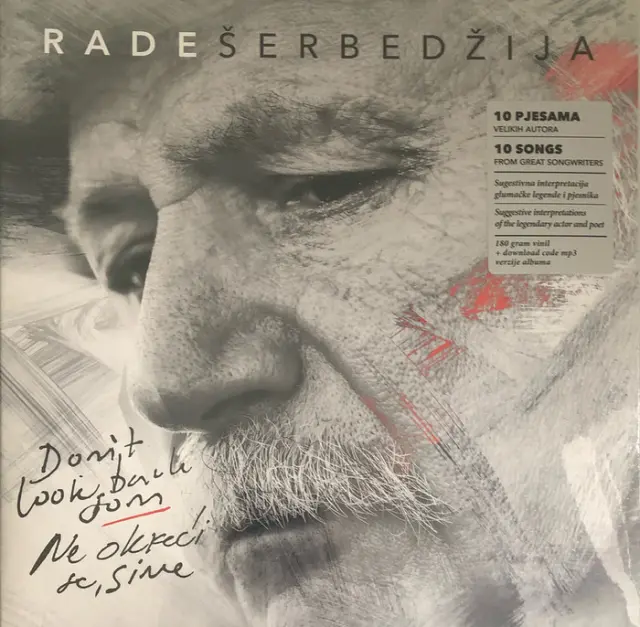 RADE ŠERBEDŽIJA
10 PJESAMA
VELIKIH AUTORA
10 SONGS
FROM GREAT SONGWRITERS
Sugestivna interpretacija
glumačke legende i pjesnika
Suggestive interpretations
of the legendary actor and poet
180 gram vinil
+ download code mp3
verzije albuma
Don't
look back
son
Ne okreći
se, sine